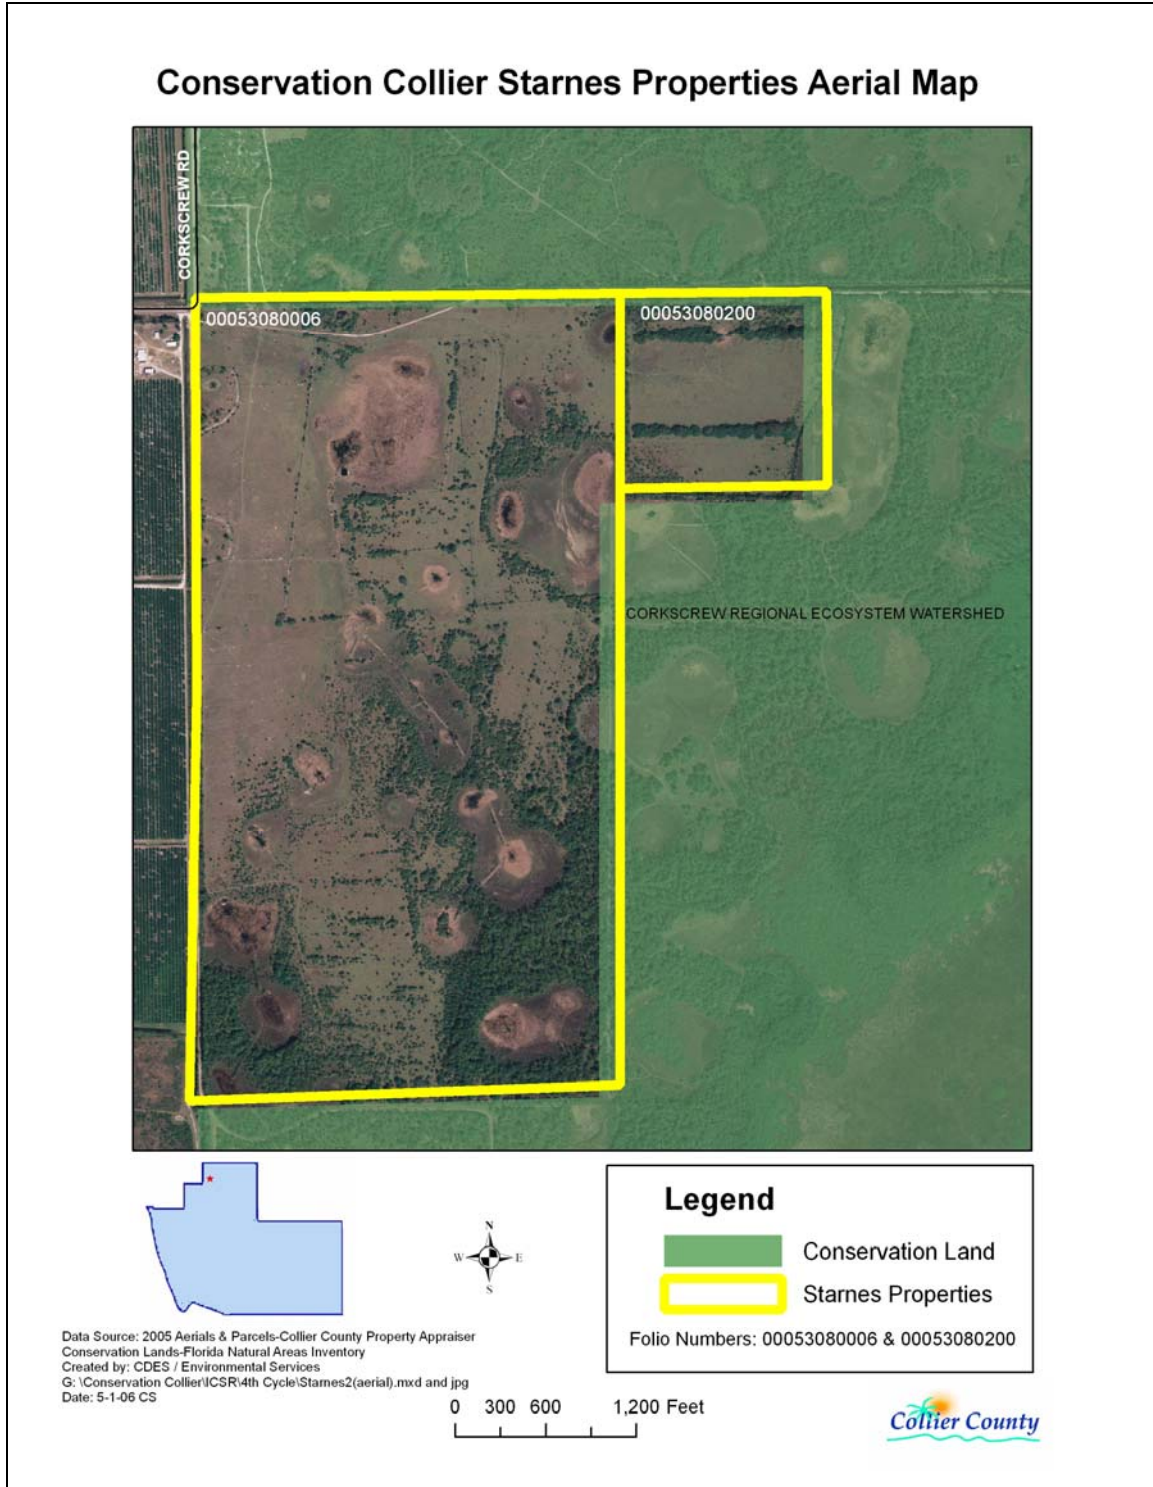 Conservation Collier Starnes Properties Aerial Map
CORKSCREW RD
00053080006
00053080200
CORKSCREW REGIONAL ECOSYSTEM WATERSHED
Legend
Conservation Land
Starnes Properties
Folio Numbers: 00053080006 & 00053080200
N
W E
S
Data Source: 2005 Aerials & Parcels-Collier County Property Appraiser
Conservation Lands-Florida Natural Areas Inventory
Created by: CDES / Environmental Services
G: \Conservation Collier\ICSR\4th Cycle\Starnes2(aerial).mxd and jpg
Date: 5-1-06 CS
0 300 600 1,200 Feet
Collier County